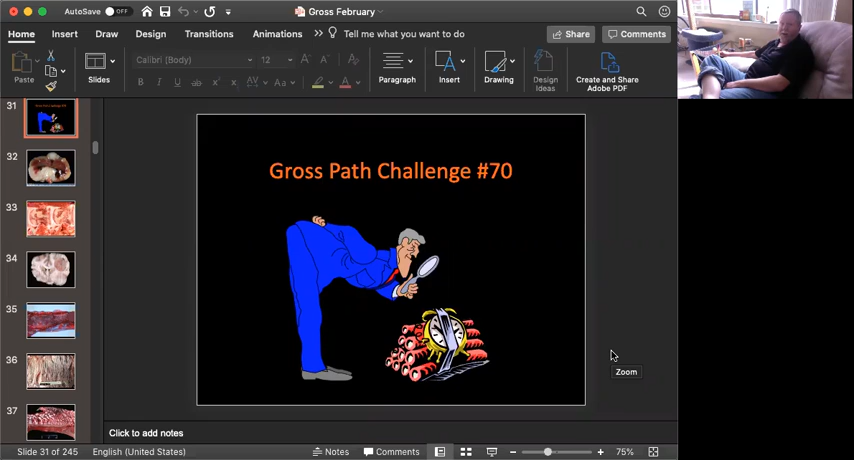 AutoSave OFF
Gross February
Home Insert Draw Design Transitions Animations Tell me what you want to do Share Comments
Paste Slides Calibri (Body) 12 Paragraph Insert Drawing Design Ideas Create and Share Adobe PDF
31
32
33
34
35
36
37
Gross Path Challenge #70
Zoom
Click to add notes
Slide 31 of 245 English (United States) Notes Comments 75%